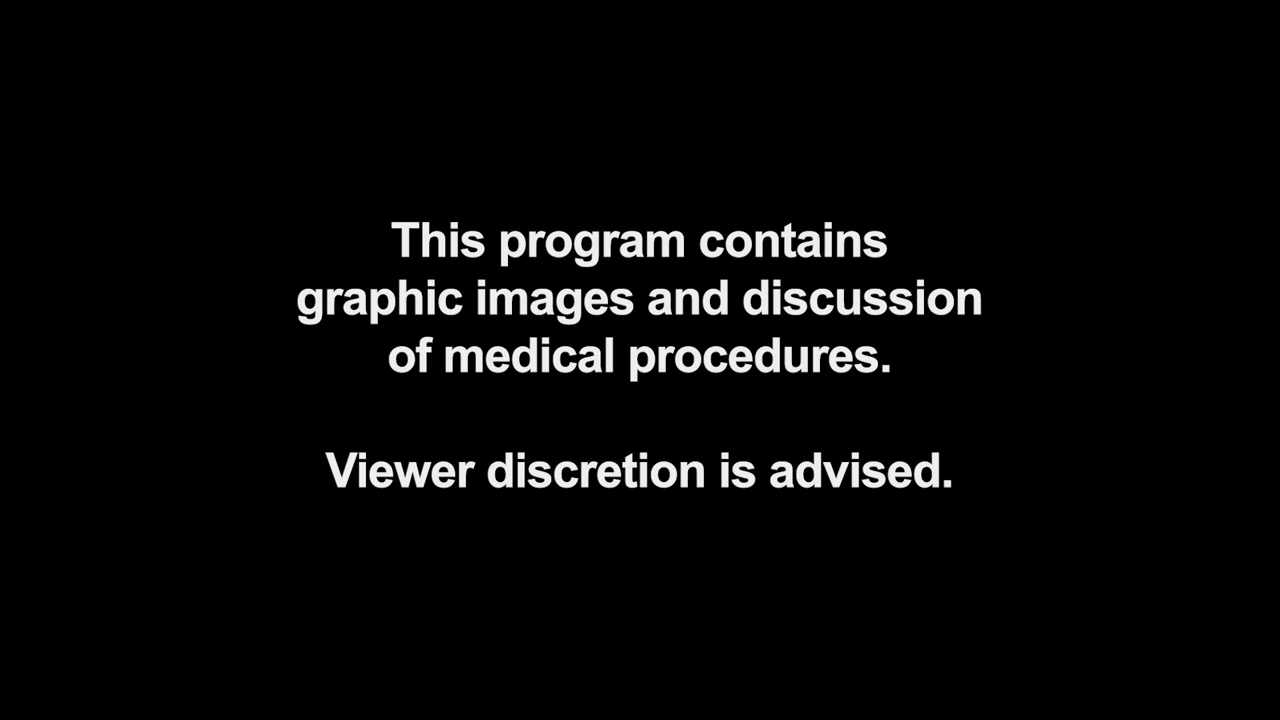 This program contains
graphic images and discussion
of medical procedures.
Viewer discretion is advised.